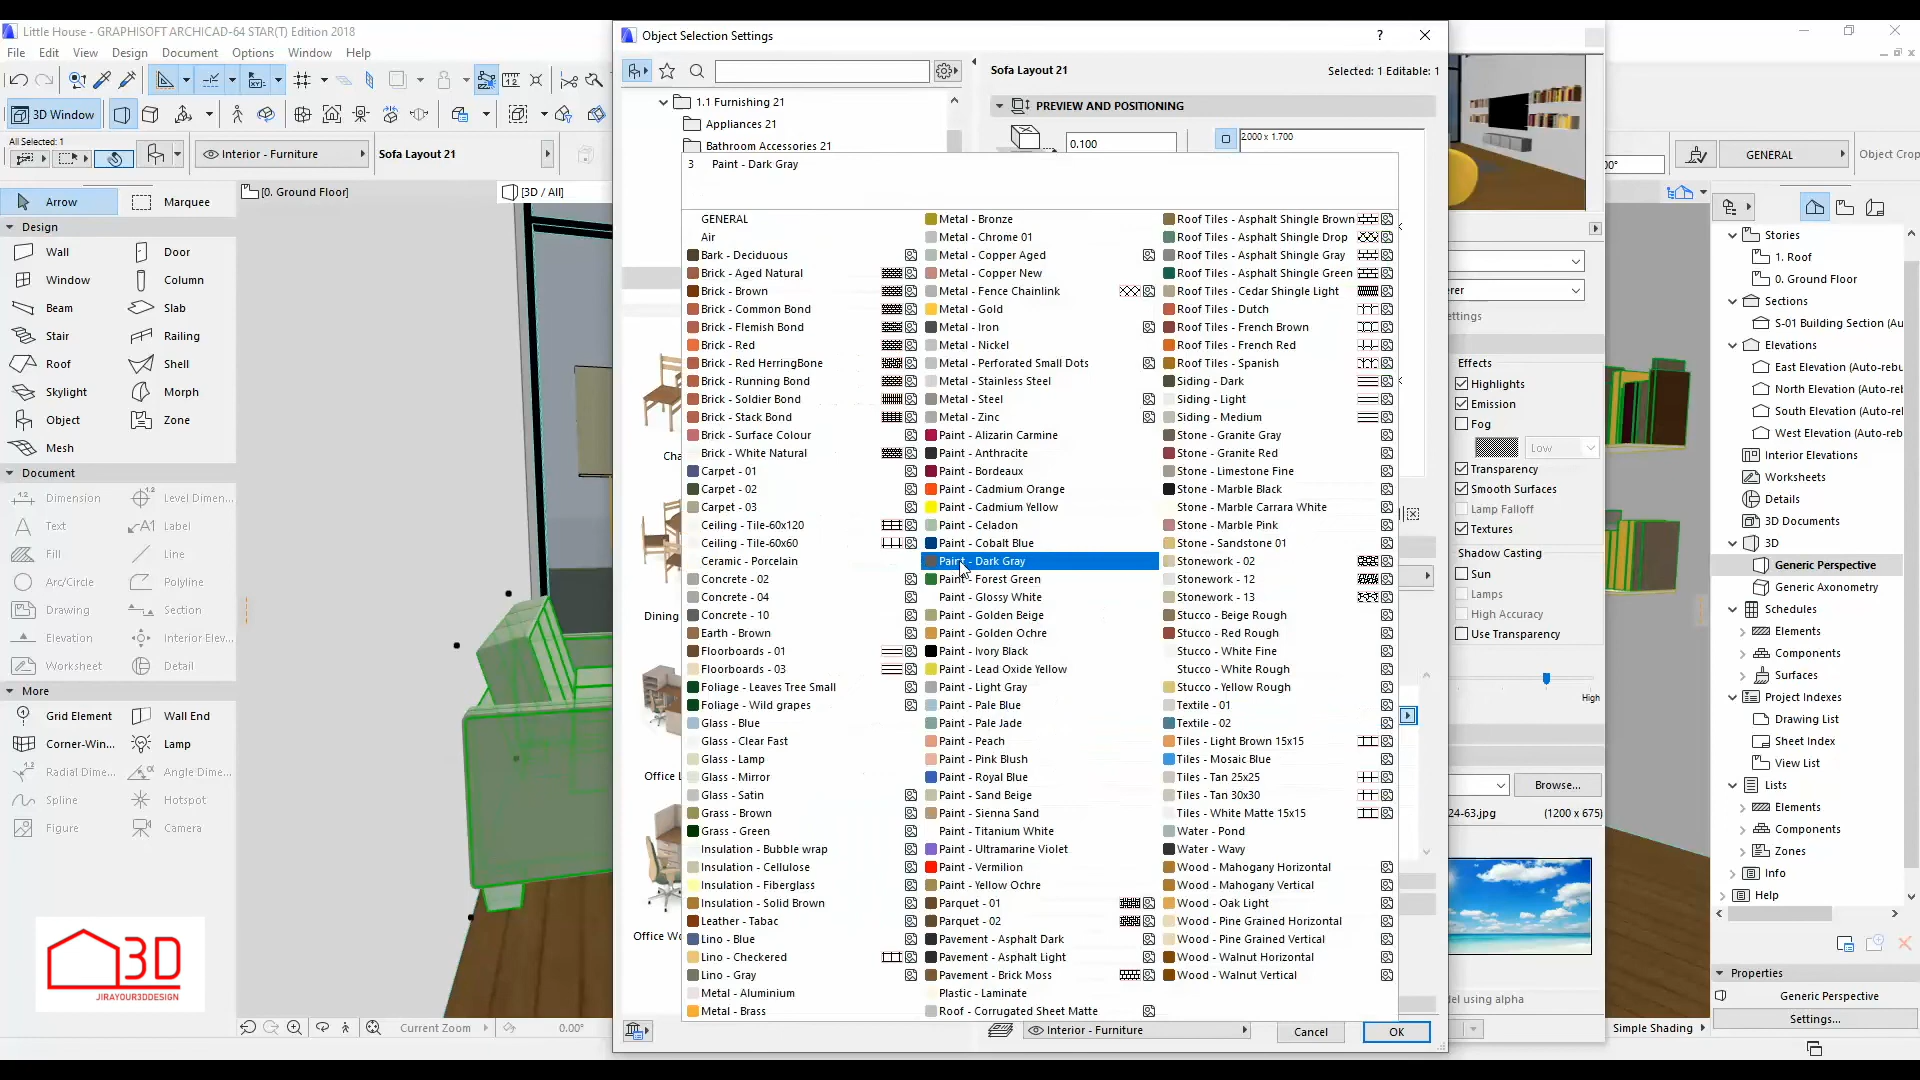 Little House - GRAPHISOFT ARCHICAD-64 STAR(T) Edition 2018
File Edit View Design Document Options Window Help
3D Window
All Selected: 1
Interior - Furniture
Sofa Layout 21
Arrow
Marquee
[0. Ground Floor]
[3D / All]
Design
Wall
Door
Window
Column
Beam
Slab
Stair
Railing
Roof
Shell
Skylight
Morph
Object
Zone
Mesh
Document
Dimension
Level Dimen...
Text
Label
Fill
Line
Arc/Circle
Polyline
Drawing
Section
Elevation
Interior Elev...
Worksheet
Detail
More
Grid Element
Wall End
Corner-Win...
Lamp
Radial Dime...
Angle Dime...
Spline
Hotspot
Figure
Camera
3D
JIRAYOUR3DDESIGN
Current Zoom
0.00°
Object Selection Settings
?
1.1 Furnishing 21
Appliances 21
Bathroom Accessories 21
Sofa Layout 21
Selected: 1 Editable: 1
PREVIEW AND POSITIONING
0.100
2.000 x 1.700
3 Paint - Dark Gray
GENERAL
Air
Bark - Deciduous
Brick - Aged Natural
Brick - Brown
Brick - Common Bond
Brick - Flemish Bond
Brick - Red
Brick - Red HerringBone
Brick - Running Bond
Brick - Soldier Bond
Brick - Stack Bond
Brick - Surface Colour
Brick - White Natural
Carpet - 01
Carpet - 02
Carpet - 03
Ceiling - Tile-60x120
Ceiling - Tile-60x60
Ceramic - Porcelain
Concrete - 02
Concrete - 04
Concrete - 10
Earth - Brown
Floorboards - 01
Floorboards - 03
Foliage - Leaves Tree Small
Foliage - Wild grapes
Glass - Blue
Glass - Clear Fast
Glass - Lamp
Glass - Mirror
Glass - Satin
Grass - Brown
Grass - Green
Insulation - Bubble wrap
Insulation - Cellulose
Insulation - Fiberglass
Insulation - Solid Brown
Leather - Tabac
Lino - Blue
Lino - Checkered
Lino - Gray
Metal - Aluminium
Metal - Brass
Metal - Bronze
Metal - Chrome 01
Metal - Copper Aged
Metal - Copper New
Metal - Fence Chainlink
Metal - Gold
Metal - Iron
Metal - Nickel
Metal - Perforated Small Dots
Metal - Stainless Steel
Metal - Steel
Metal - Zinc
Paint - Alizarin Carmine
Paint - Anthracite
Paint - Bordeaux
Paint - Cadmium Orange
Paint - Cadmium Yellow
Paint - Celadon
Paint - Cobalt Blue
Paint - Dark Gray
Paint - Forest Green
Paint - Glossy White
Paint - Golden Beige
Paint - Golden Ochre
Paint - Ivory Black
Paint - Lead Oxide Yellow
Paint - Light Gray
Paint - Pale Blue
Paint - Pale Jade
Paint - Peach
Paint - Pink Blush
Paint - Royal Blue
Paint - Sand Beige
Paint - Sienna Sand
Paint - Titanium White
Paint - Ultramarine Violet
Paint - Vermilion
Paint - Yellow Ochre
Parquet - 01
Parquet - 02
Pavement - Asphalt Dark
Pavement - Asphalt Light
Pavement - Brick Moss
Plastic - Laminate
Roof - Corrugated Sheet Matte
Roof Tiles - Asphalt Shingle Brown
Roof Tiles - Asphalt Shingle Drop
Roof Tiles - Asphalt Shingle Gray
Roof Tiles - Asphalt Shingle Green
Roof Tiles - Cedar Shingle Light
Roof Tiles - Dutch
Roof Tiles - French Brown
Roof Tiles - French Red
Roof Tiles - Spanish
Siding - Dark
Siding - Light
Siding - Medium
Stone - Granite Gray
Stone - Granite Red
Stone - Limestone Fine
Stone - Marble Black
Stone - Marble Carrara White
Stone - Marble Pink
Stone - Sandstone 01
Stonework - 02
Stonework - 12
Stonework - 13
Stucco - Beige Rough
Stucco - Red Rough
Stucco - White Fine
Stucco - White Rough
Stucco - Yellow Rough
Textile - 01
Textile - 02
Tiles - Light Brown 15x15
Tiles - Mosaic Blue
Tiles - Tan 25x25
Tiles - Tan 30x30
Tiles - White Matte 15x15
Water - Pond
Water - Wavy
Wood - Mahogany Horizontal
Wood - Mahogany Vertical
Wood - Oak Light
Wood - Pine Grained Horizontal
Wood - Pine Grained Vertical
Wood - Walnut Horizontal
Wood - Walnut Vertical
Cha
Dining
Office L
Office Wo
Interior - Furniture
Cancel
OK
erer
ettings
Effects
Highlights
Emission
Fog
Low
Transparency
Smooth Surfaces
Lamp Falloff
Textures
Shadow Casting
Sun
Lamps
High Accuracy
Use Transparency
High
Browse...
24-63.jpg (1200 x 675)
del using alpha
GENERAL
Object Crop
Stories
1. Roof
0. Ground Floor
Sections
S-01 Building Section (Au
Elevations
East Elevation (Auto-rebu
North Elevation (Auto-rel
South Elevation (Auto-rel
West Elevation (Auto-reb
Interior Elevations
Worksheets
Details
3D Documents
3D
Generic Perspective
Generic Axonometry
Schedules
Elements
Components
Surfaces
Project Indexes
Drawing List
Sheet Index
View List
Lists
Elements
Components
Zones
Info
Help
Properties
Generic Perspective
Settings...
Simple Shading